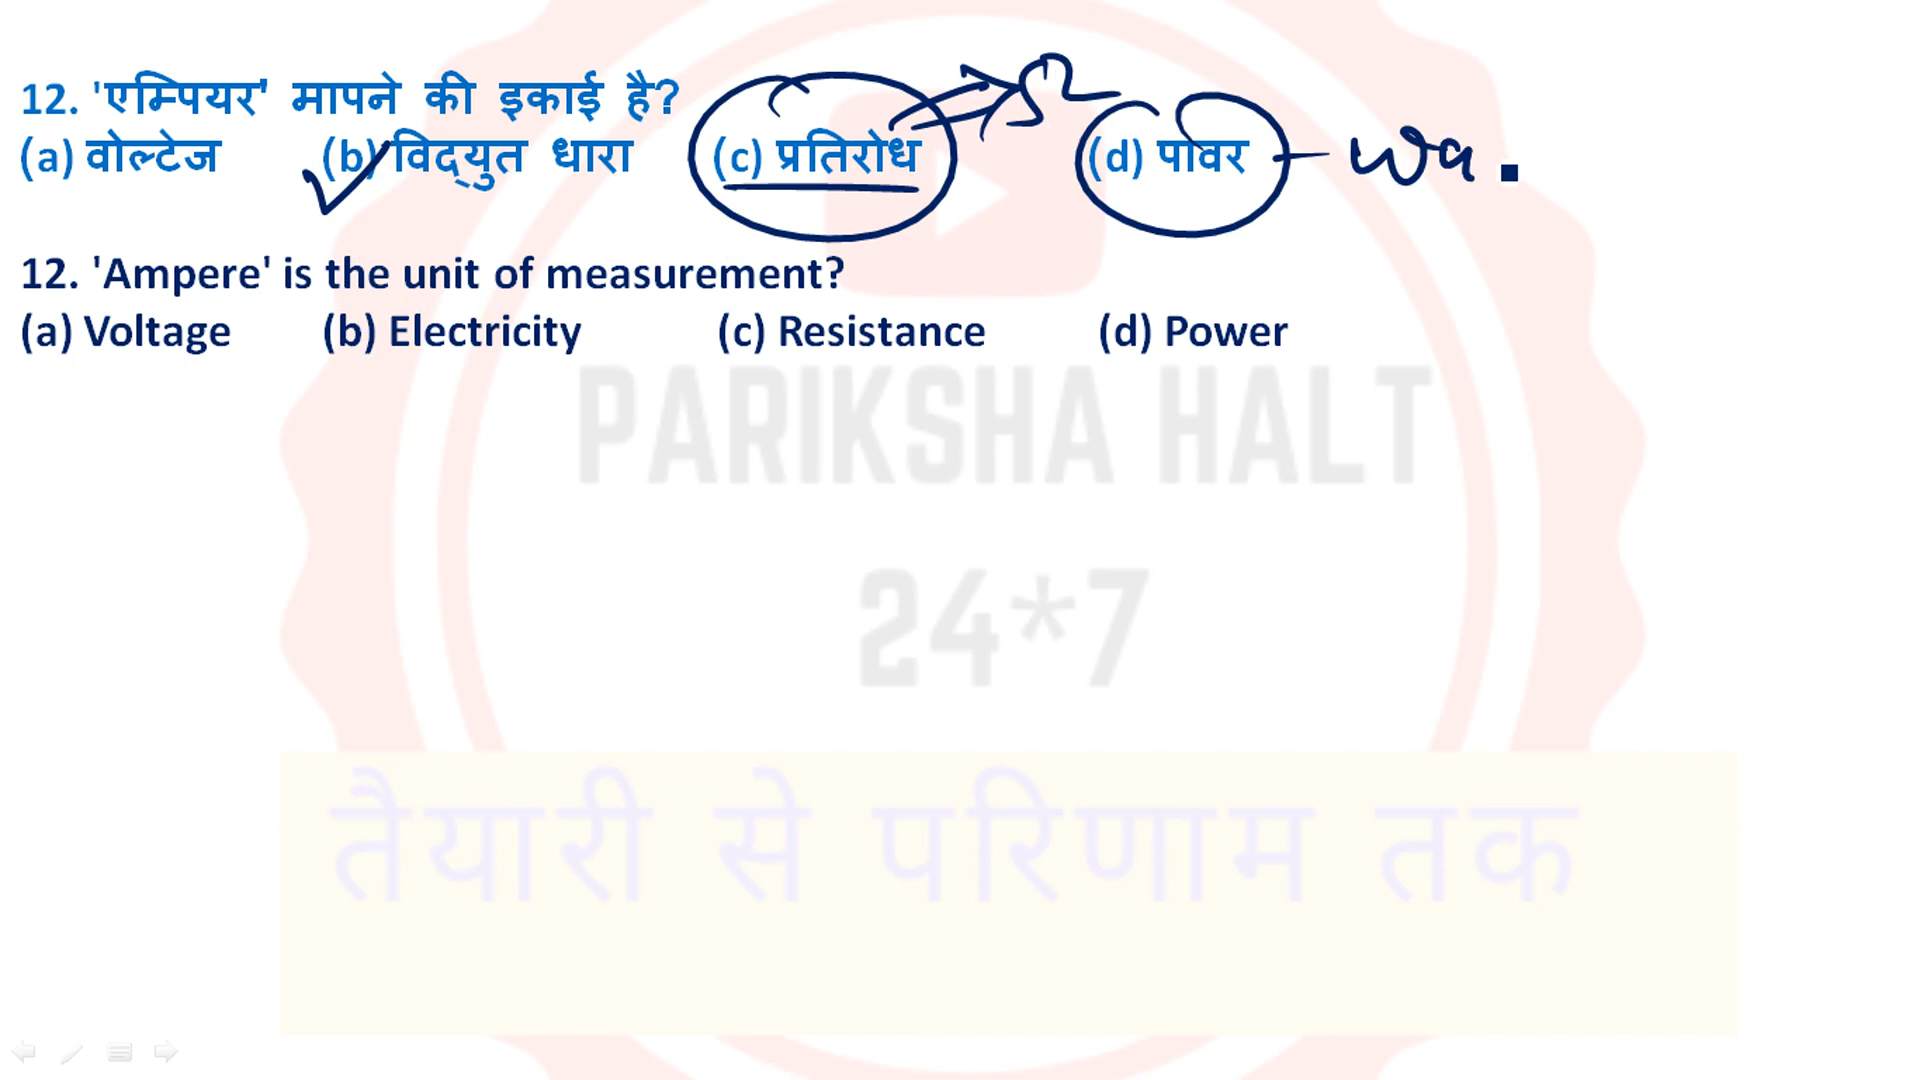 12. 'एम्पियर' मापने की इकाई है?
(a) वोल्टेज (b) विद्युत धारा (c) प्रतिरोध (d) पावर
12. 'Ampere' is the unit of measurement?
(a) Voltage (b) Electricity (c) Resistance (d) Power
PARIKSHA HALT
24*7
तैयारी से परिणाम तक